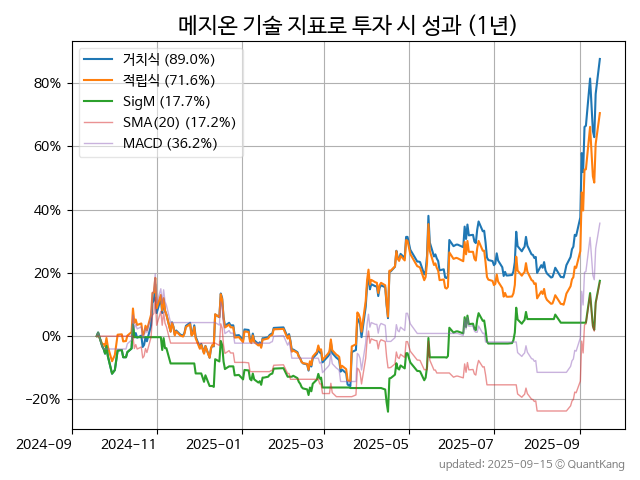 메지온 기술 지표로 투자 시 성과 (1년)
거치식 (89.0%)
적립식 (71.6%)
SigM (17.7%)
SMA(20) (17.2%)
MACD (36.2%)
80%
60%
40%
20%
0%
−20%
2024-09
2024-11
2025-01
2025-03
2025-05
2025-07
2025-09
updated: 2025-09-15 © QuantKang